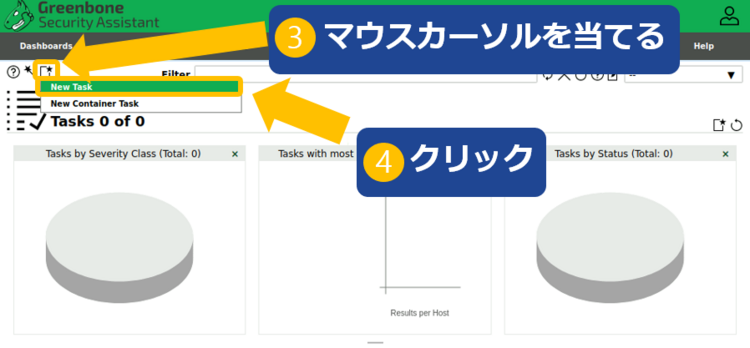 Greenbone
Security Assistant
③ マウスカーソルを当てる
Dashboards
Help
Filter
--
New Task
New Container Task
Tasks 0 of 0
④ クリック
Tasks by Severity Class (Total: 0)
Tasks with most
Tasks by Status (Total: 0)
Results per Host